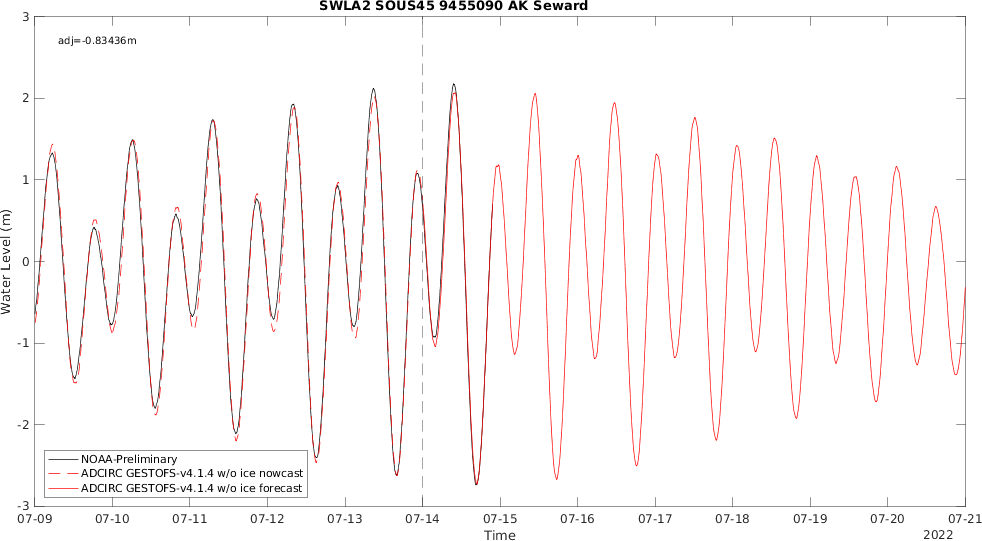 SWLA2 SOUS45 9455090 AK Seward
adj=-0.83436m
3
2
1
0
-1
-2
-3
Water Level (m)
NOAA-Preliminary
ADCIRC GESTOFS-v4.1.4 w/o ice nowcast
ADCIRC GESTOFS-v4.1.4 w/o ice forecast
07-09 07-10 07-11 07-12 07-13 07-14 07-15 07-16 07-17 07-18 07-19 07-20 07-21
Time
2022